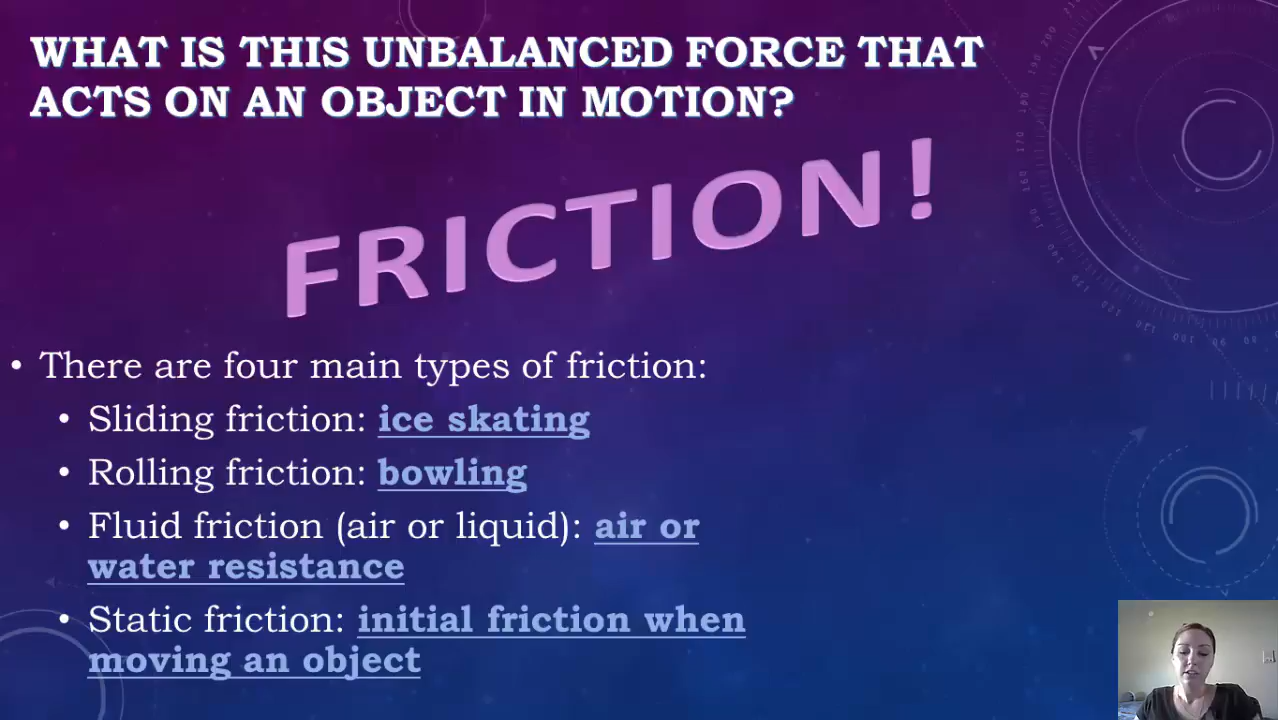 WHAT IS THIS UNBALANCED FORCE THAT
ACTS ON AN OBJECT IN MOTION?
FRICTION!
• There are four main types of friction:
• Sliding friction: ice skating
• Rolling friction: bowling
• Fluid friction (air or liquid): air or
water resistance
• Static friction: initial friction when
moving an object